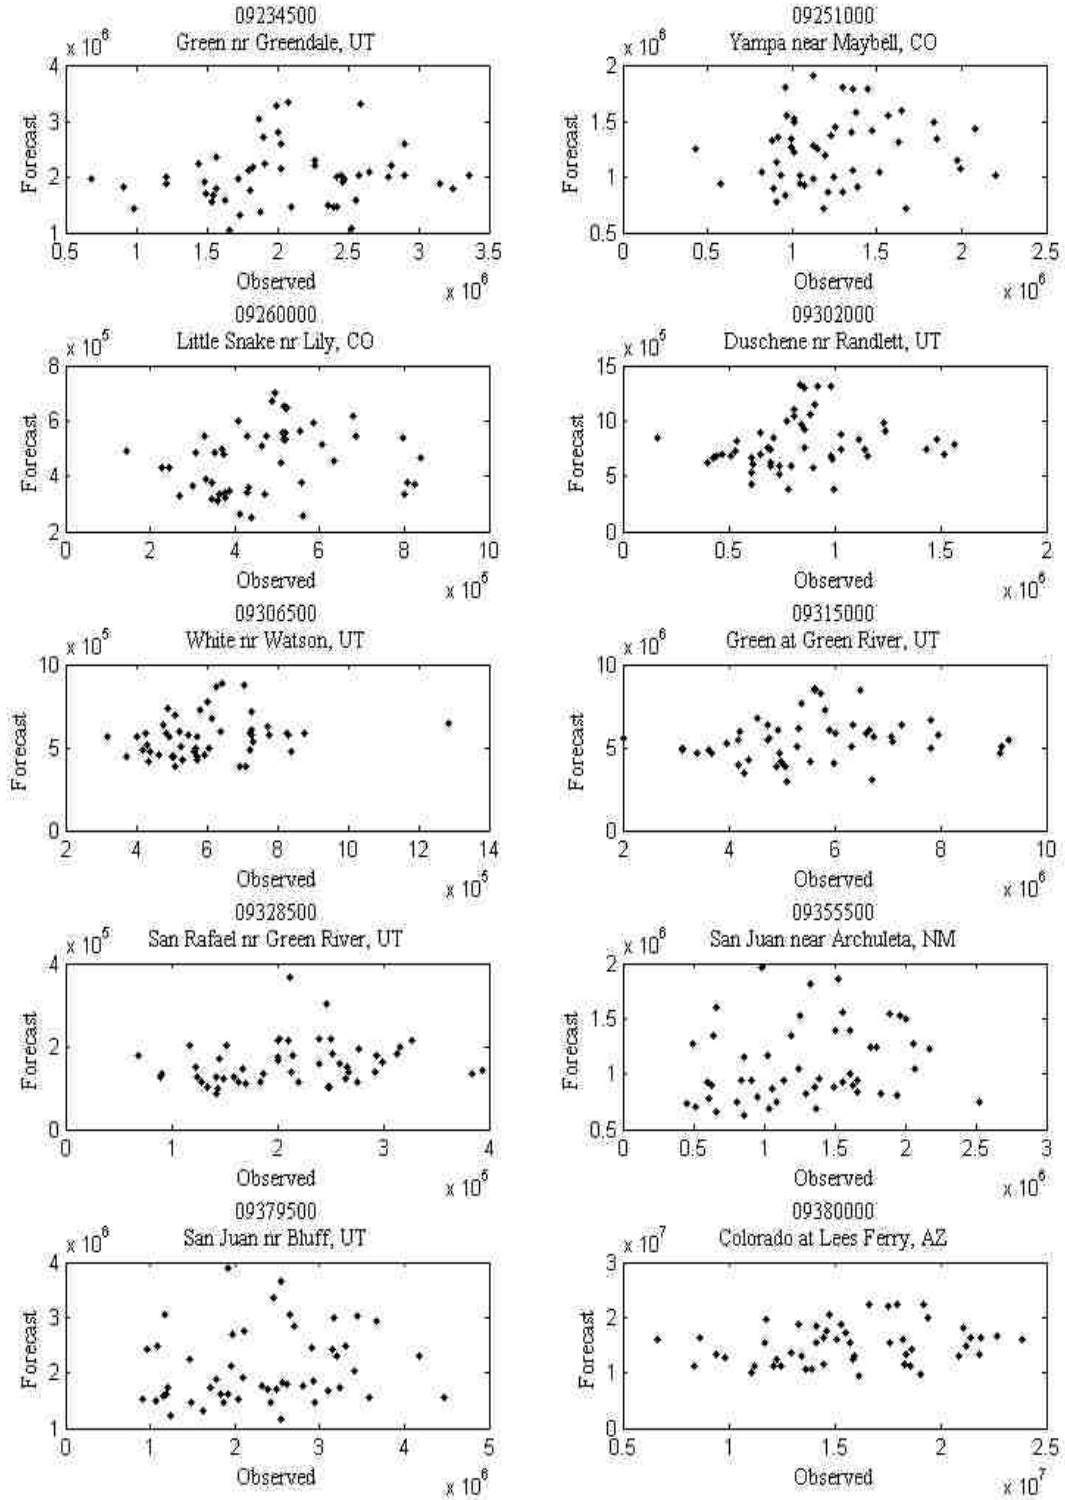 09234500
Green nr Greendale, UT
x 10^6
4
3
2
1
Forecast
0.5 1 1.5 2 2.5 3 3.5
Observed
x 10^6
09251000
Yampa near Maybell, CO
x 10^6
2
1.5
1
0.5
Forecast
0 0.5 1 1.5 2 2.5
Observed
x 10^6
09260000
Little Snake nr Lily, CO
x 10^5
8
6
4
2
Forecast
0 2 4 6 8 10
Observed
x 10^5
09302000
Duschene nr Randlett, UT
x 10^5
15
10
5
0
Forecast
0 0.5 1 1.5 2
Observed
x 10^6
09306500
White nr Watson, UT
x 10^5
10
5
0
Forecast
2 4 6 8 10 12 14
Observed
x 10^5
09315000
Green at Green River, UT
x 10^6
10
5
0
Forecast
2 4 6 8 10
Observed
x 10^6
09328500
San Rafael nr Green River, UT
x 10^5
4
2
0
Forecast
0 1 2 3 4
Observed
x 10^5
09355500
San Juan near Archuleta, NM
x 10^6
2
1.5
1
0.5
Forecast
0 0.5 1 1.5 2 2.5 3
Observed
x 10^6
09379500
San Juan nr Bluff, UT
x 10^6
4
3
2
1
Forecast
0 1 2 3 4 5
Observed
x 10^6
09380000
Colorado at Lees Ferry, AZ
x 10^7
3
2
1
0
Forecast
0.5 1 1.5 2 2.5
Observed
x 10^7